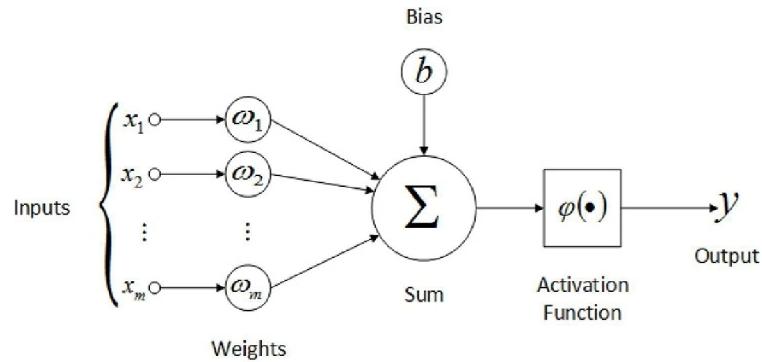 Bias
b
x₁ ω₁
x₂ ω₂
Inputs
⋮ ⋮
Σ
φ(•)
y
Output
xₘ ωₘ
Sum
Activation
Function
Weights